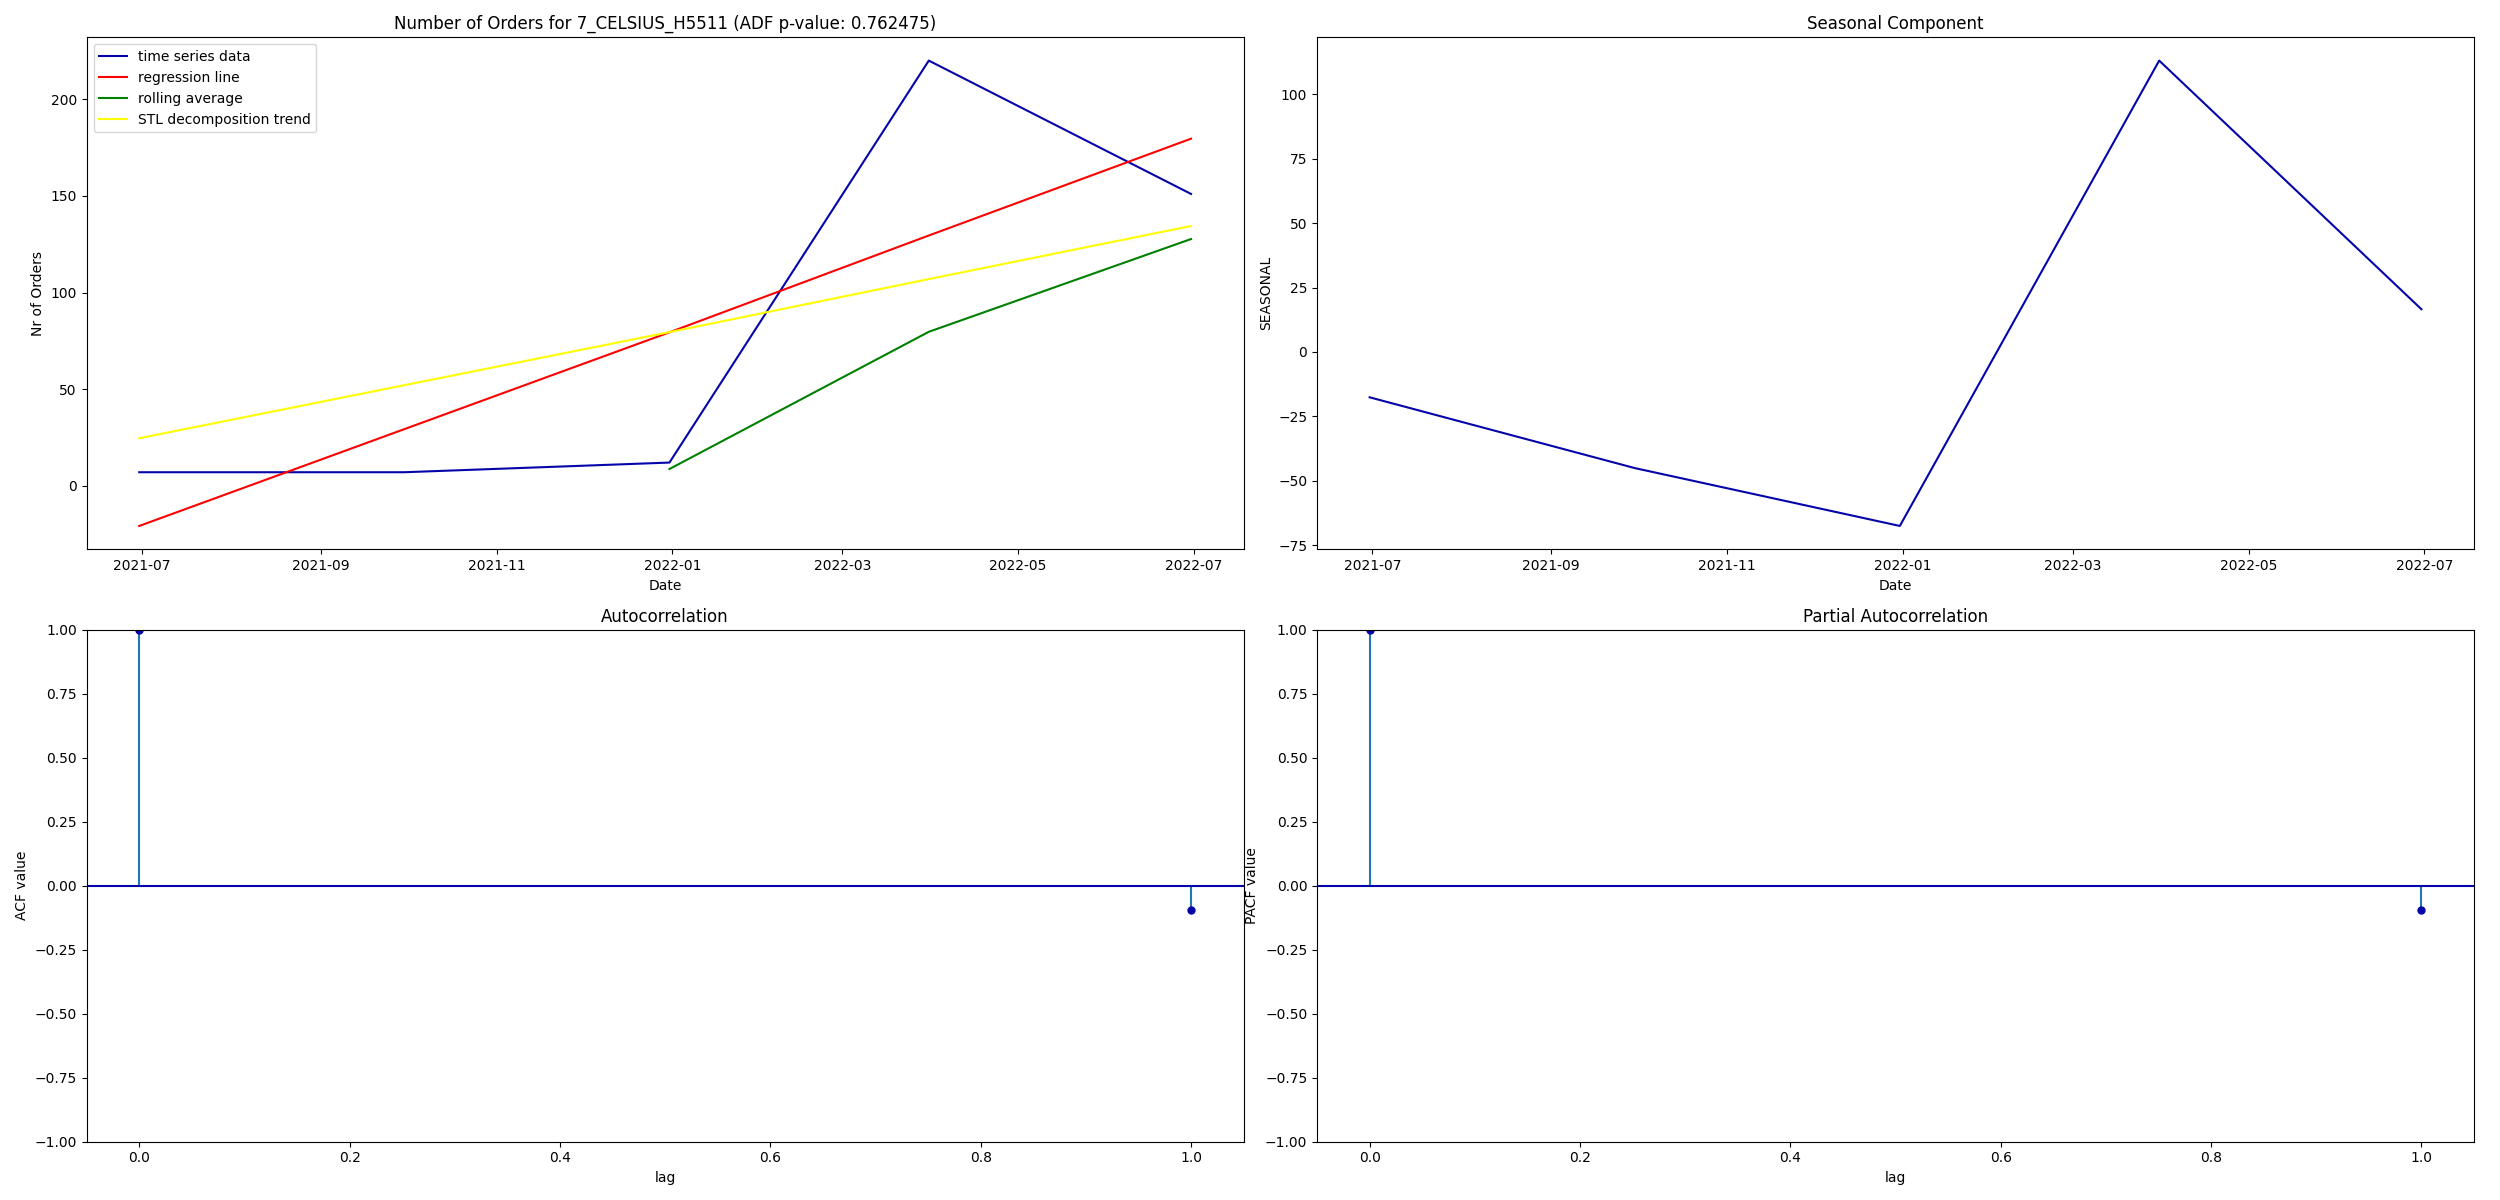 Number of Orders for 7_CELSIUS_H5511 (ADF p-value: 0.762475)
time series data
regression line
rolling average
STL decomposition trend
Nr of Orders
200
150
100
50
0
2021-07 2021-09 2021-11 2022-01 2022-03 2022-05 2022-07
Date
Seasonal Component
SEASONAL
100
75
50
25
0
−25
−50
−75
2021-07 2021-09 2021-11 2022-01 2022-03 2022-05 2022-07
Date
Autocorrelation
ACF value
1.00
0.75
0.50
0.25
0.00
−0.25
−0.50
−0.75
−1.00
0.0 0.2 0.4 0.6 0.8 1.0
lag
Partial Autocorrelation
PACF value
1.00
0.75
0.50
0.25
0.00
−0.25
−0.50
−0.75
−1.00
0.0 0.2 0.4 0.6 0.8 1.0
lag